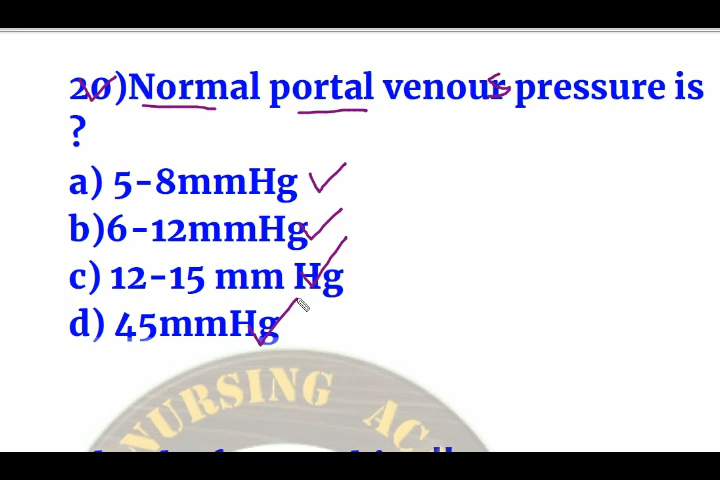 20)Normal portal venour pressure is
?
a) 5-8mmHg
b)6-12mmHg
c) 12-15 mm Hg
d) 45mmHg
NURSING AC